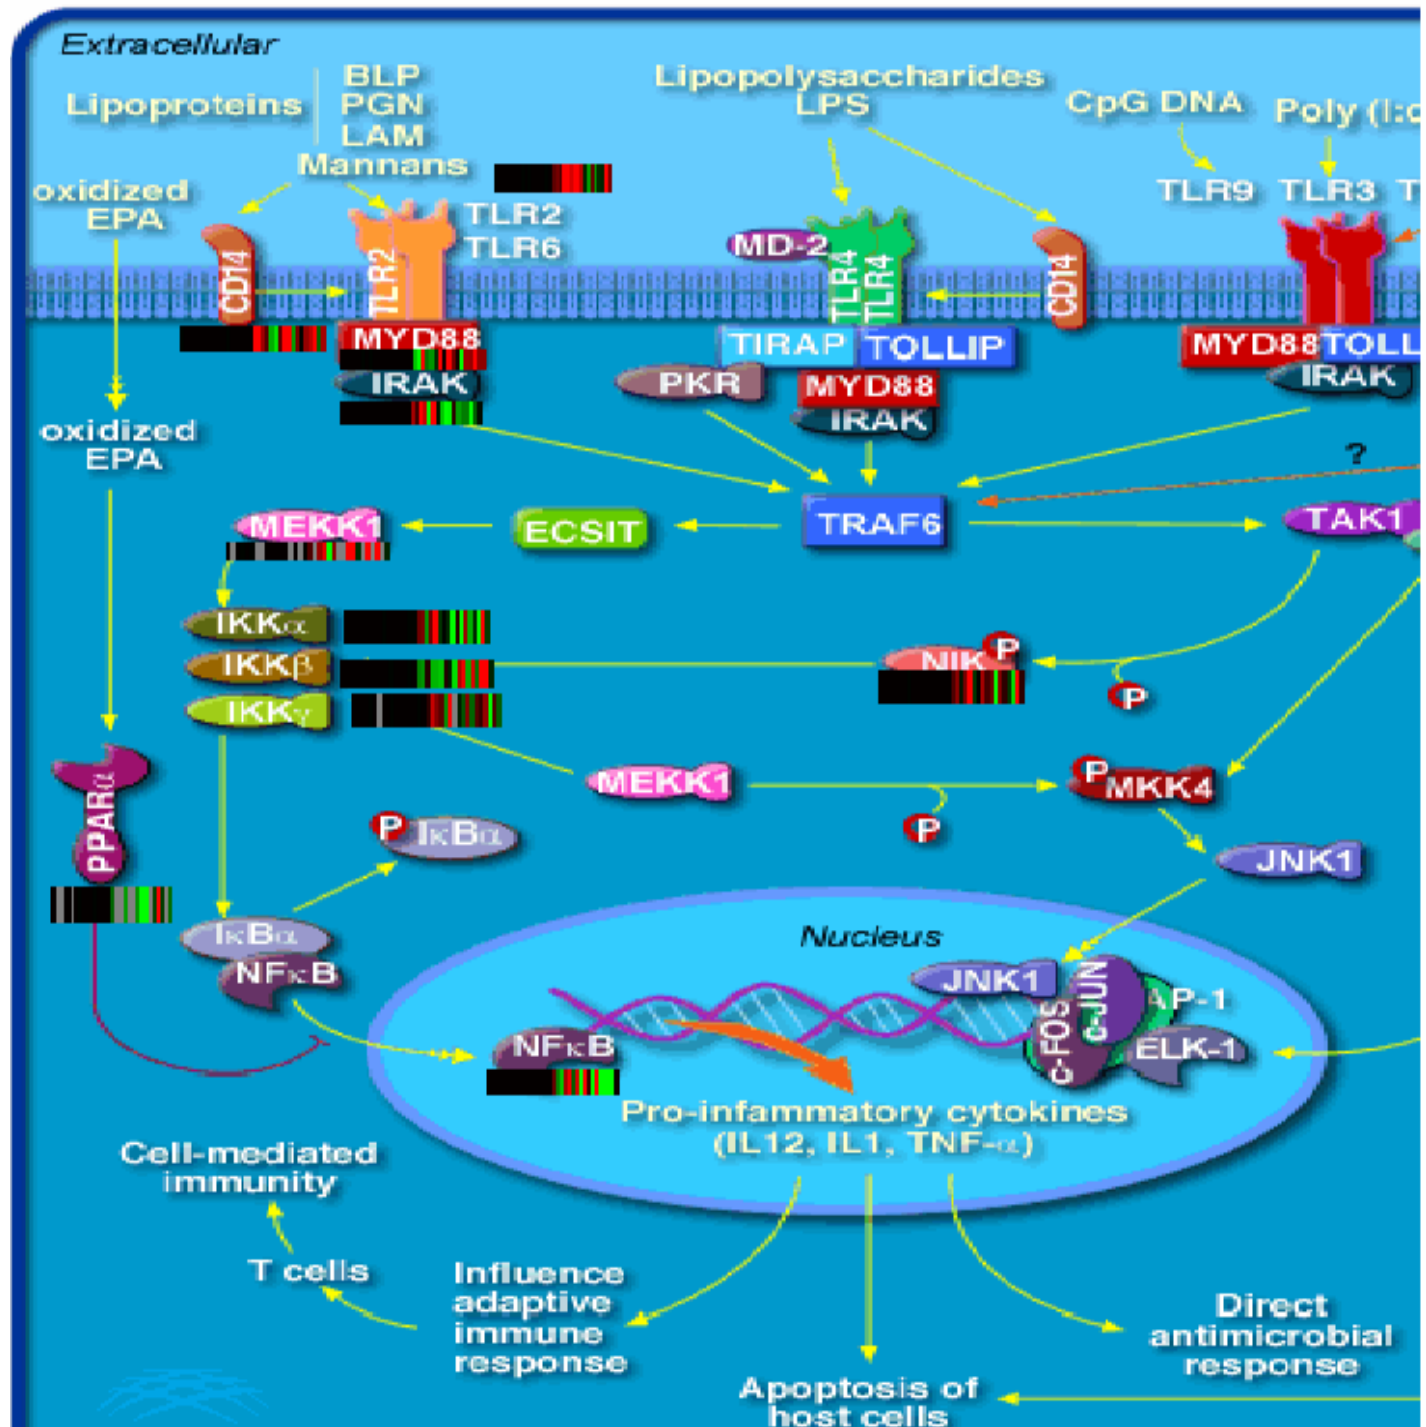 Extracellular
Lipoproteins
BLP
PGN
LAM
Mannans
Lipopolysaccharides
LPS
CpG DNA
Poly (I:c
oxidized
EPA
TLR2
TLR6
TLR9
TLR3
T
CD14
TLR2
MD-2
TLR4
TLR4
CD14
MYD88
IRAK
TIRAP
TOLLIP
PKR
MYD88
IRAK
MYD88
TOLL
IRAK
oxidized
EPA
?
MEKK1
ECSIT
TRAF6
TAK1
IKKα
IKKβ
IKKγ
NIK
P
P
PPARα
MEKK1
P
P
MKK4
P
IκBα
JNK1
IκBα
NFκB
Nucleus
JNK1
c-JUN
AP-1
c-FOS
ELK-1
NFκB
Pro-infammatory cytokines
(IL12, IL1, TNF-α)
Cell-mediated
immunity
T cells
Influence
adaptive
immune
response
Direct
antimicrobial
response
Apoptosis of
host cells